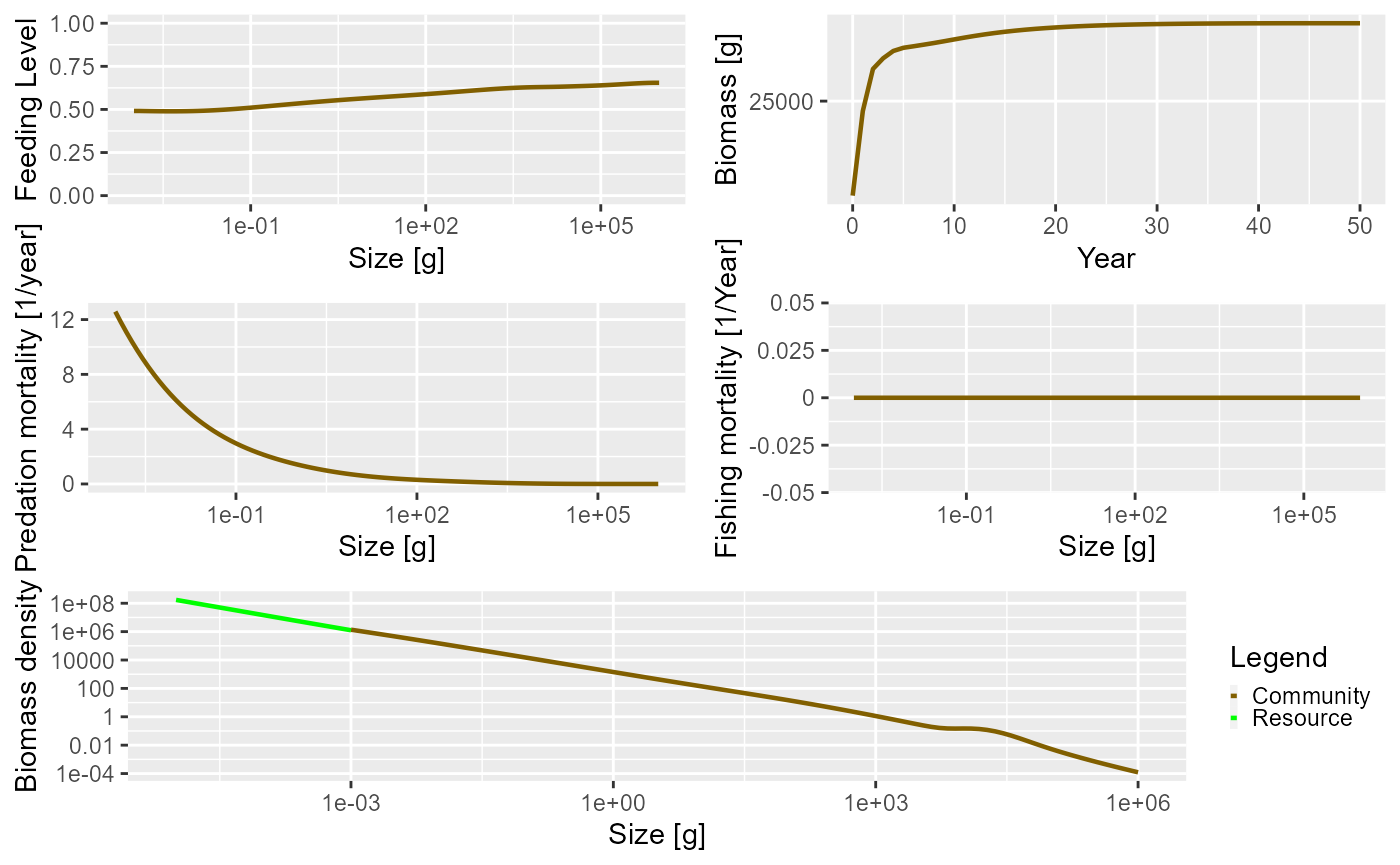 Feeding Level
1.00
0.75
0.50
0.25
0.00
1e-01 1e+02 1e+05
Size [g]
Biomass [g]
25000
0 10 20 30 40 50
Year
Predation mortality [1/year]
12
8
4
0
1e-01 1e+02 1e+05
Size [g]
Fishing mortality [1/Year]
0.05
0.025
0
-0.025
-0.05
1e-01 1e+02 1e+05
Size [g]
Biomass density
1e+08
1e+06
10000
100
1
0.01
1e-04
1e-03 1e+00 1e+03 1e+06
Size [g]
Legend
Community
Resource